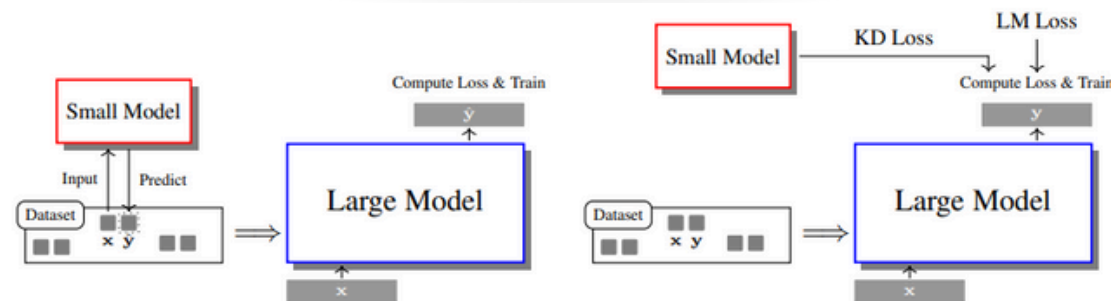 Small Model
Input
Predict
Dataset
x ŷ
Compute Loss & Train
ŷ
Large Model
x
Small Model
KD Loss
LM Loss
Compute Loss & Train
y
Large Model
Dataset
x y
x